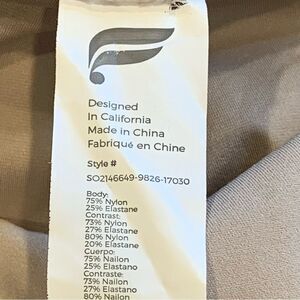 Designed
In California
Made in China
Fabriqué en Chine
Style #
SO2146649-9826-17030
Body:
75% Nylon
25% Elastane
Contrast:
73% Nylon
27% Elastane
80% Nylon
20% Elastane
Cuerpo:
75% Nailon
25% Elastano
Contraste:
73% Nailon
27% Elastano
80% Nailon